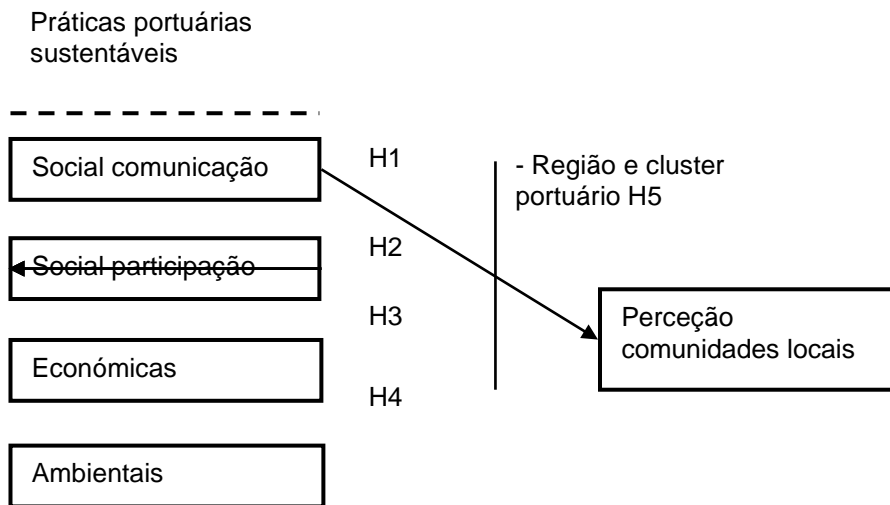 Práticas portuárias
sustentáveis
Social comunicação
H1
- Região e cluster
portuário H5
Social participação
H2
H3
Perceção
comunidades locais
Económicas
H4
Ambientais